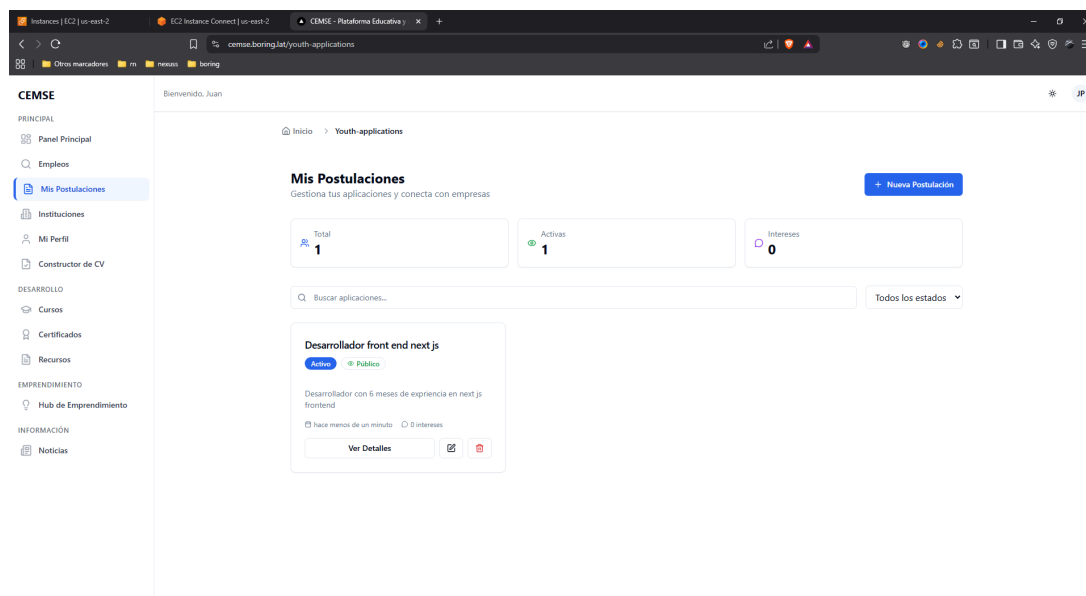 Instances | EC2 | us-east-2
EC2 Instance Connect | us-east-2
CEMSE - Plataforma Educativa y
cemse.boring.lat/youth-applications
Otros marcadores
rn
nexuss
boring
CEMSE
Bienvenido, Juan
JP
PRINCIPAL
Panel Principal
Empleos
Mis Postulaciones
Instituciones
Mi Perfil
Constructor de CV
DESARROLLO
Cursos
Certificados
Recursos
EMPRENDIMIENTO
Hub de Emprendimiento
INFORMACIÓN
Noticias
Inicio > Youth-applications
Mis Postulaciones
Gestiona tus aplicaciones y conecta con empresas
+ Nueva Postulación
Total
1
Activas
1
Intereses
0
Buscar aplicaciones...
Todos los estados
Desarrollador front end next js
Activo
Público
Desarrollador con 6 meses de expriencia en next js
frontend
hace menos de un minuto
0 intereses
Ver Detalles